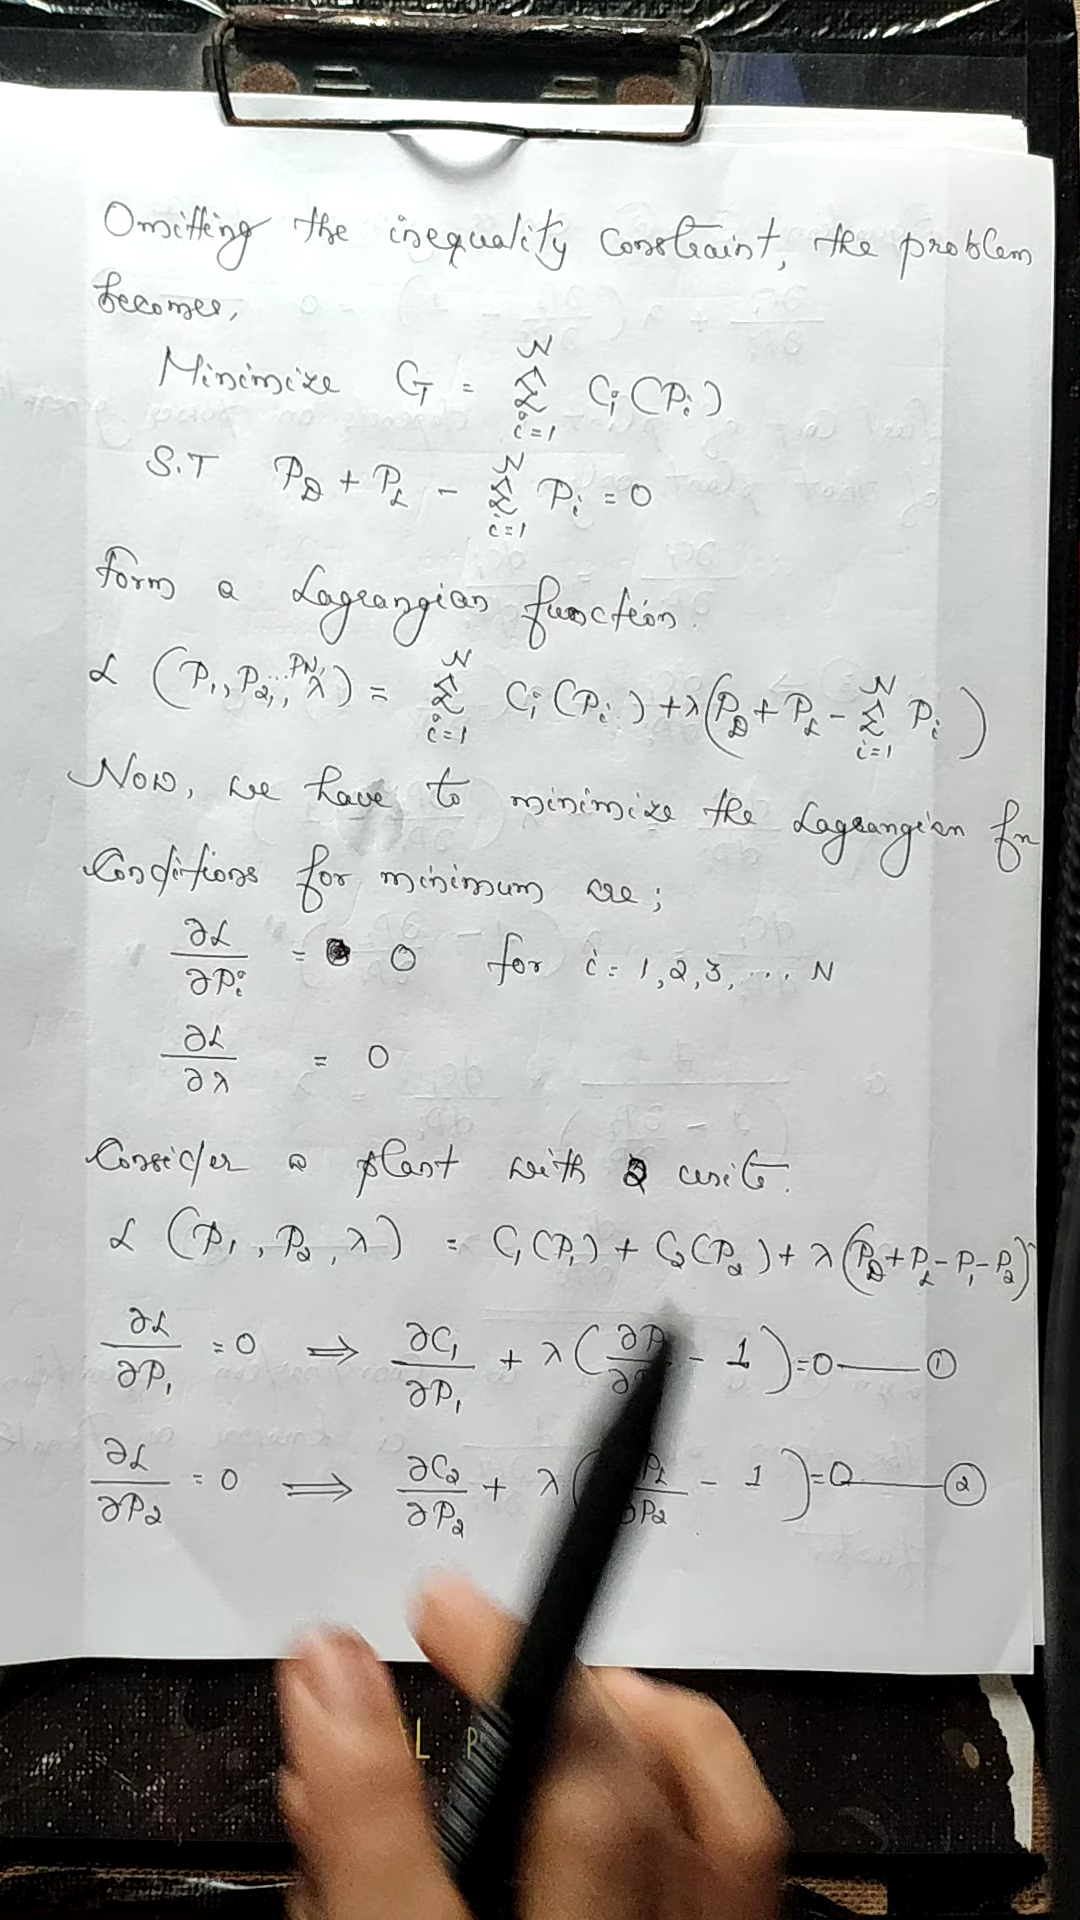 Omitting the inequality constraint, the problem
becomes,
Minimize C_T = Σ_{i=1}^{N} C_i (P_i)
S.T P_D + P_L - Σ_{i=1}^{N} P_i = 0
Form a Lagrangian function.
L (P_1, P_2, ... P_N, λ) = Σ_{i=1}^{N} C_i (P_i) + λ(P_D + P_L - Σ_{i=1}^{N} P_i)
Now, we have to minimize the Lagrangian fn
Conditions for minimum are;
∂L/∂P_i = 0 for i = 1, 2, 3, ... N
∂L/∂λ = 0
Consider a plant with 2 units.
L (P_1, P_2, λ) = C_1(P_1) + C_2(P_2) + λ(P_D + P_L - P_1 - P_2)
∂L/∂P_1 = 0 ⟹ ∂C_1/∂P_1 + λ(∂P - 1) = 0 — ①
∂L/∂P_2 = 0 ⟹ ∂C_2/∂P_2 + λ(P_L/∂P_2 - 1) = 0 — ②